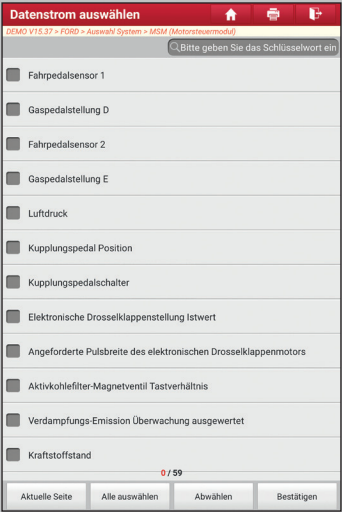 Datenstrom auswählen
DEMO V15.37 > FORD > Auswahl System > MSM (Motorsteuermodul)
Bitte geben Sie das Schlüsselwort ein
Fahrpedalsensor 1
Gaspedalstellung D
Fahrpedalsensor 2
Gaspedalstellung E
Luftdruck
Kupplungspedal Position
Kupplungspedalschalter
Elektronische Drosselklappenstellung Istwert
Angeforderte Pulsbreite des elektronischen Drosselklappenmotors
Aktivkohlefilter-Magnetventil Tastverhältnis
Verdampfungs-Emission Überwachung ausgewertet
Kraftstoffstand
0 / 59
Aktuelle Seite Alle auswählen Abwählen Bestätigen